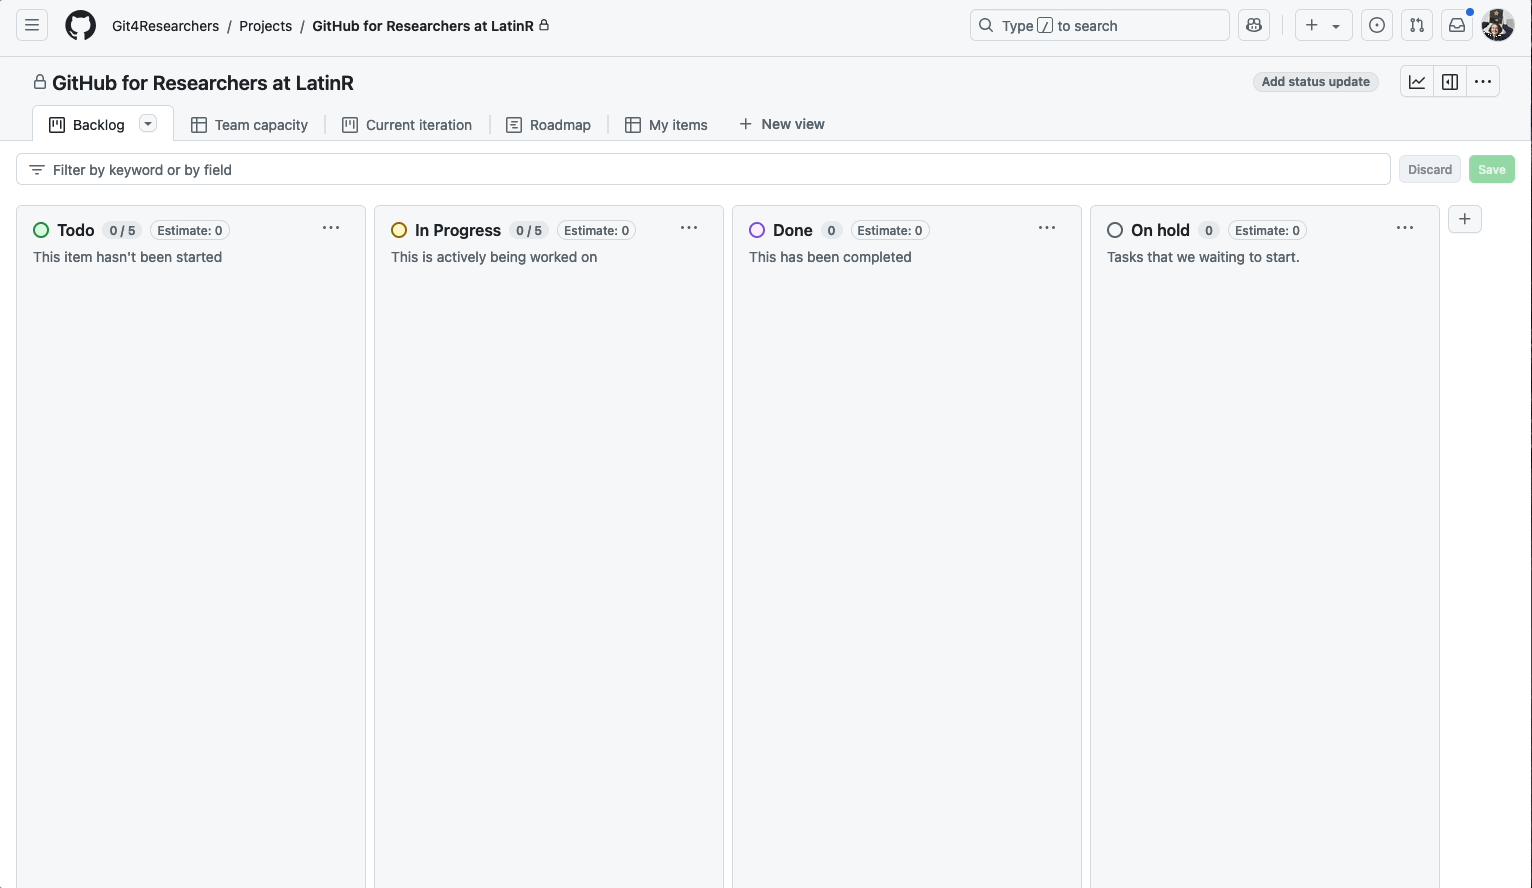 Git4Researchers / Projects / GitHub for Researchers at LatinR
Type / to search
GitHub for Researchers at LatinR
Add status update
Backlog
Team capacity
Current iteration
Roadmap
My items
New view
Filter by keyword or by field
Discard
Save
Todo 0 / 5 Estimate: 0
This item hasn't been started
In Progress 0 / 5 Estimate: 0
This is actively being worked on
Done 0 Estimate: 0
This has been completed
On hold 0 Estimate: 0
Tasks that we waiting to start.